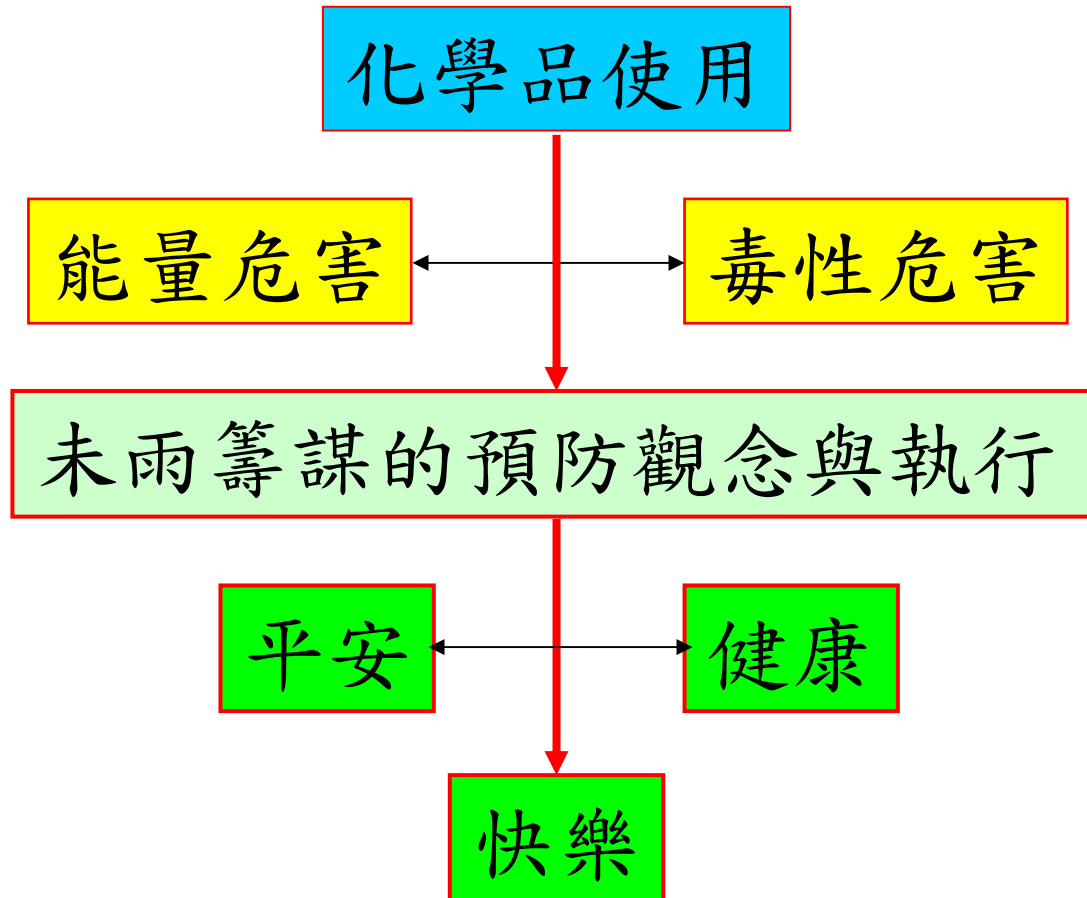 化學品使用
能量危害
毒性危害
未雨籌謀的預防觀念與執行
平安
健康
快樂